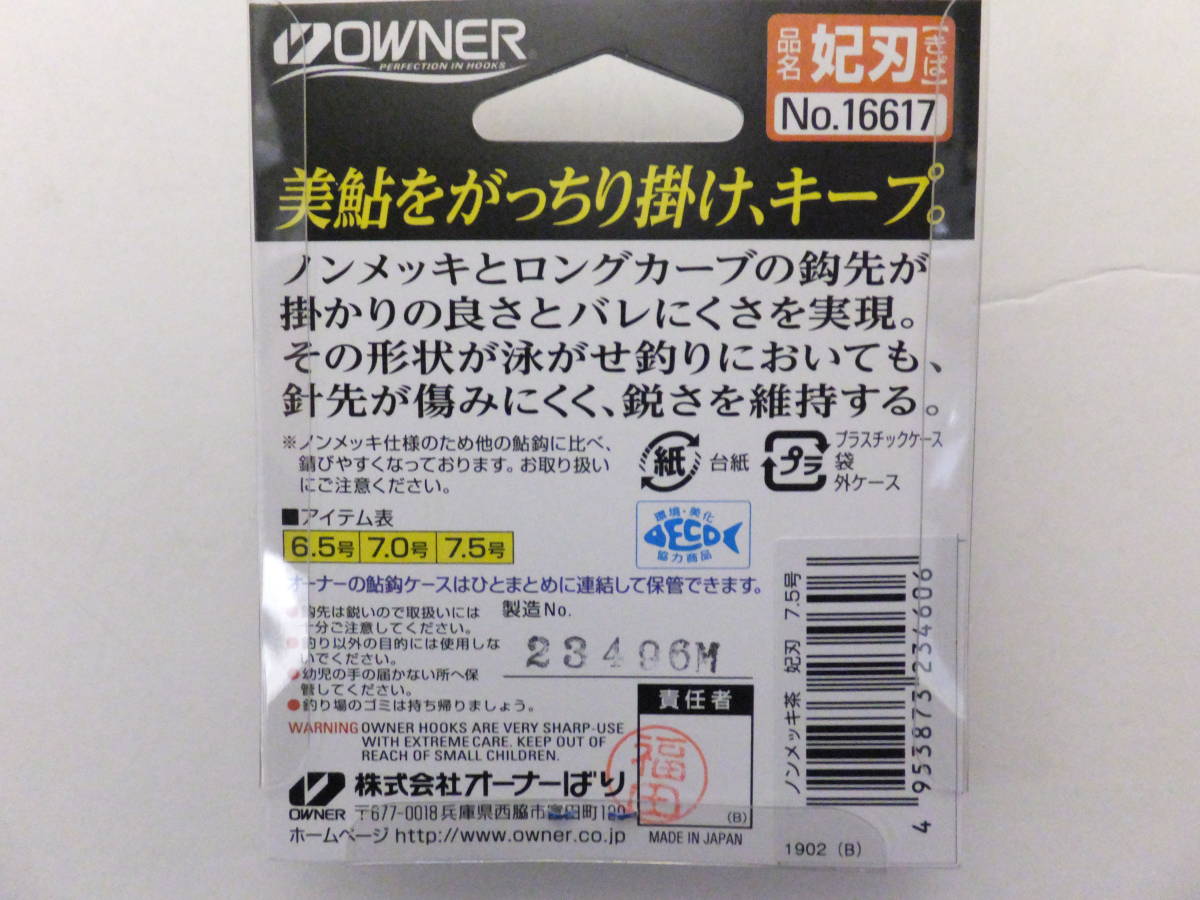 OWNER
PERFECTION IN HOOKS
品名 妃刃【きば】
No.16617
美鮎をがっちり掛け、キープ。
ノンメッキとロングカーブの鈎先が
掛かりの良さとバレにくさを実現。
その形状が泳がせ釣りにおいても、
針先が傷みにくく、鋭さを維持する。
※ノンメッキ仕様のため他の鮎鈎に比べ、
錆びやすくなっております。お取り扱い
にご注意ください。
紙 台紙
プラ
プラスチックケース
袋
外ケース
■アイテム表
6.5号 7.0号 7.5号
環境・美化
ECO
協力商品
オーナーの鮎鈎ケースはひとまとめに連結して保管できます。
●鈎先は鋭いので取扱いには
十分ご注意してください。
●釣り以外の目的には使用しな
いでください。
●幼児の手の届かない所へ保
管してください。
●釣り場のゴミは持ち帰りましょう。
製造No.
23496M
WARNING OWNER HOOKS ARE VERY SHARP-USE
WITH EXTREME CARE. KEEP OUT OF
REACH OF SMALL CHILDREN.
責任者
福田
(B)
OWNER
株式会社オーナーばり
〒677-0018 兵庫県西脇市富田町
ホームページ http://www.owner.co.jp
MADE IN JAPAN
ノンメッキ茶 妃刃 7.5号
4 953873 234606
1902 (B)